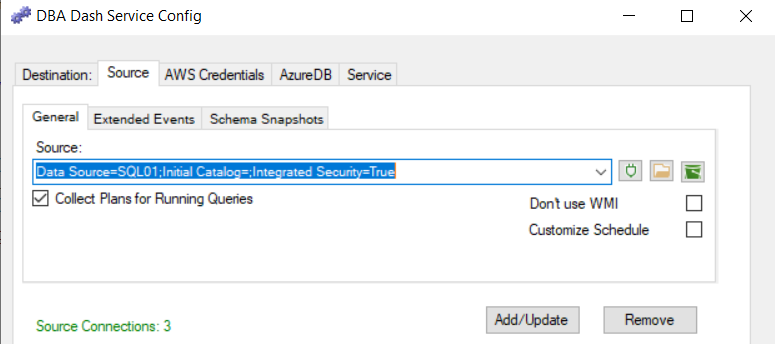 DBA Dash Service Config
Destination: Source AWS Credentials AzureDB Service
General Extended Events Schema Snapshots
Source:
Data Source=SQL01;Initial Catalog=;Integrated Security=True
Collect Plans for Running Queries Don't use WMI
Customize Schedule
Source Connections: 3 Add/Update Remove